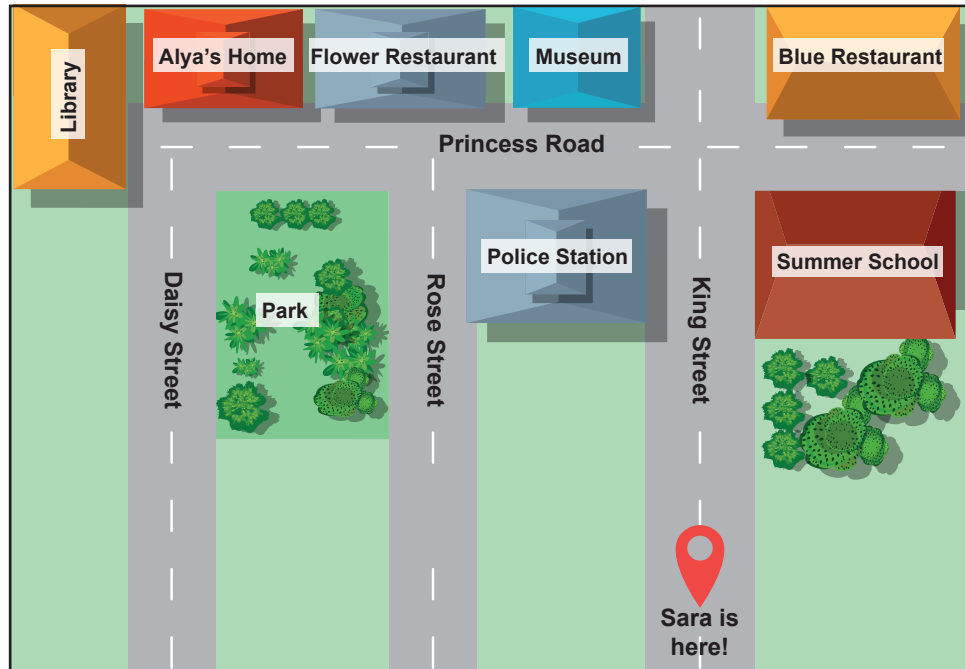 Library
Alya's Home
Flower Restaurant
Museum
Blue Restaurant
Princess Road
Daisy Street
Park
Rose Street
Police Station
King Street
Summer School
Sara is
here!